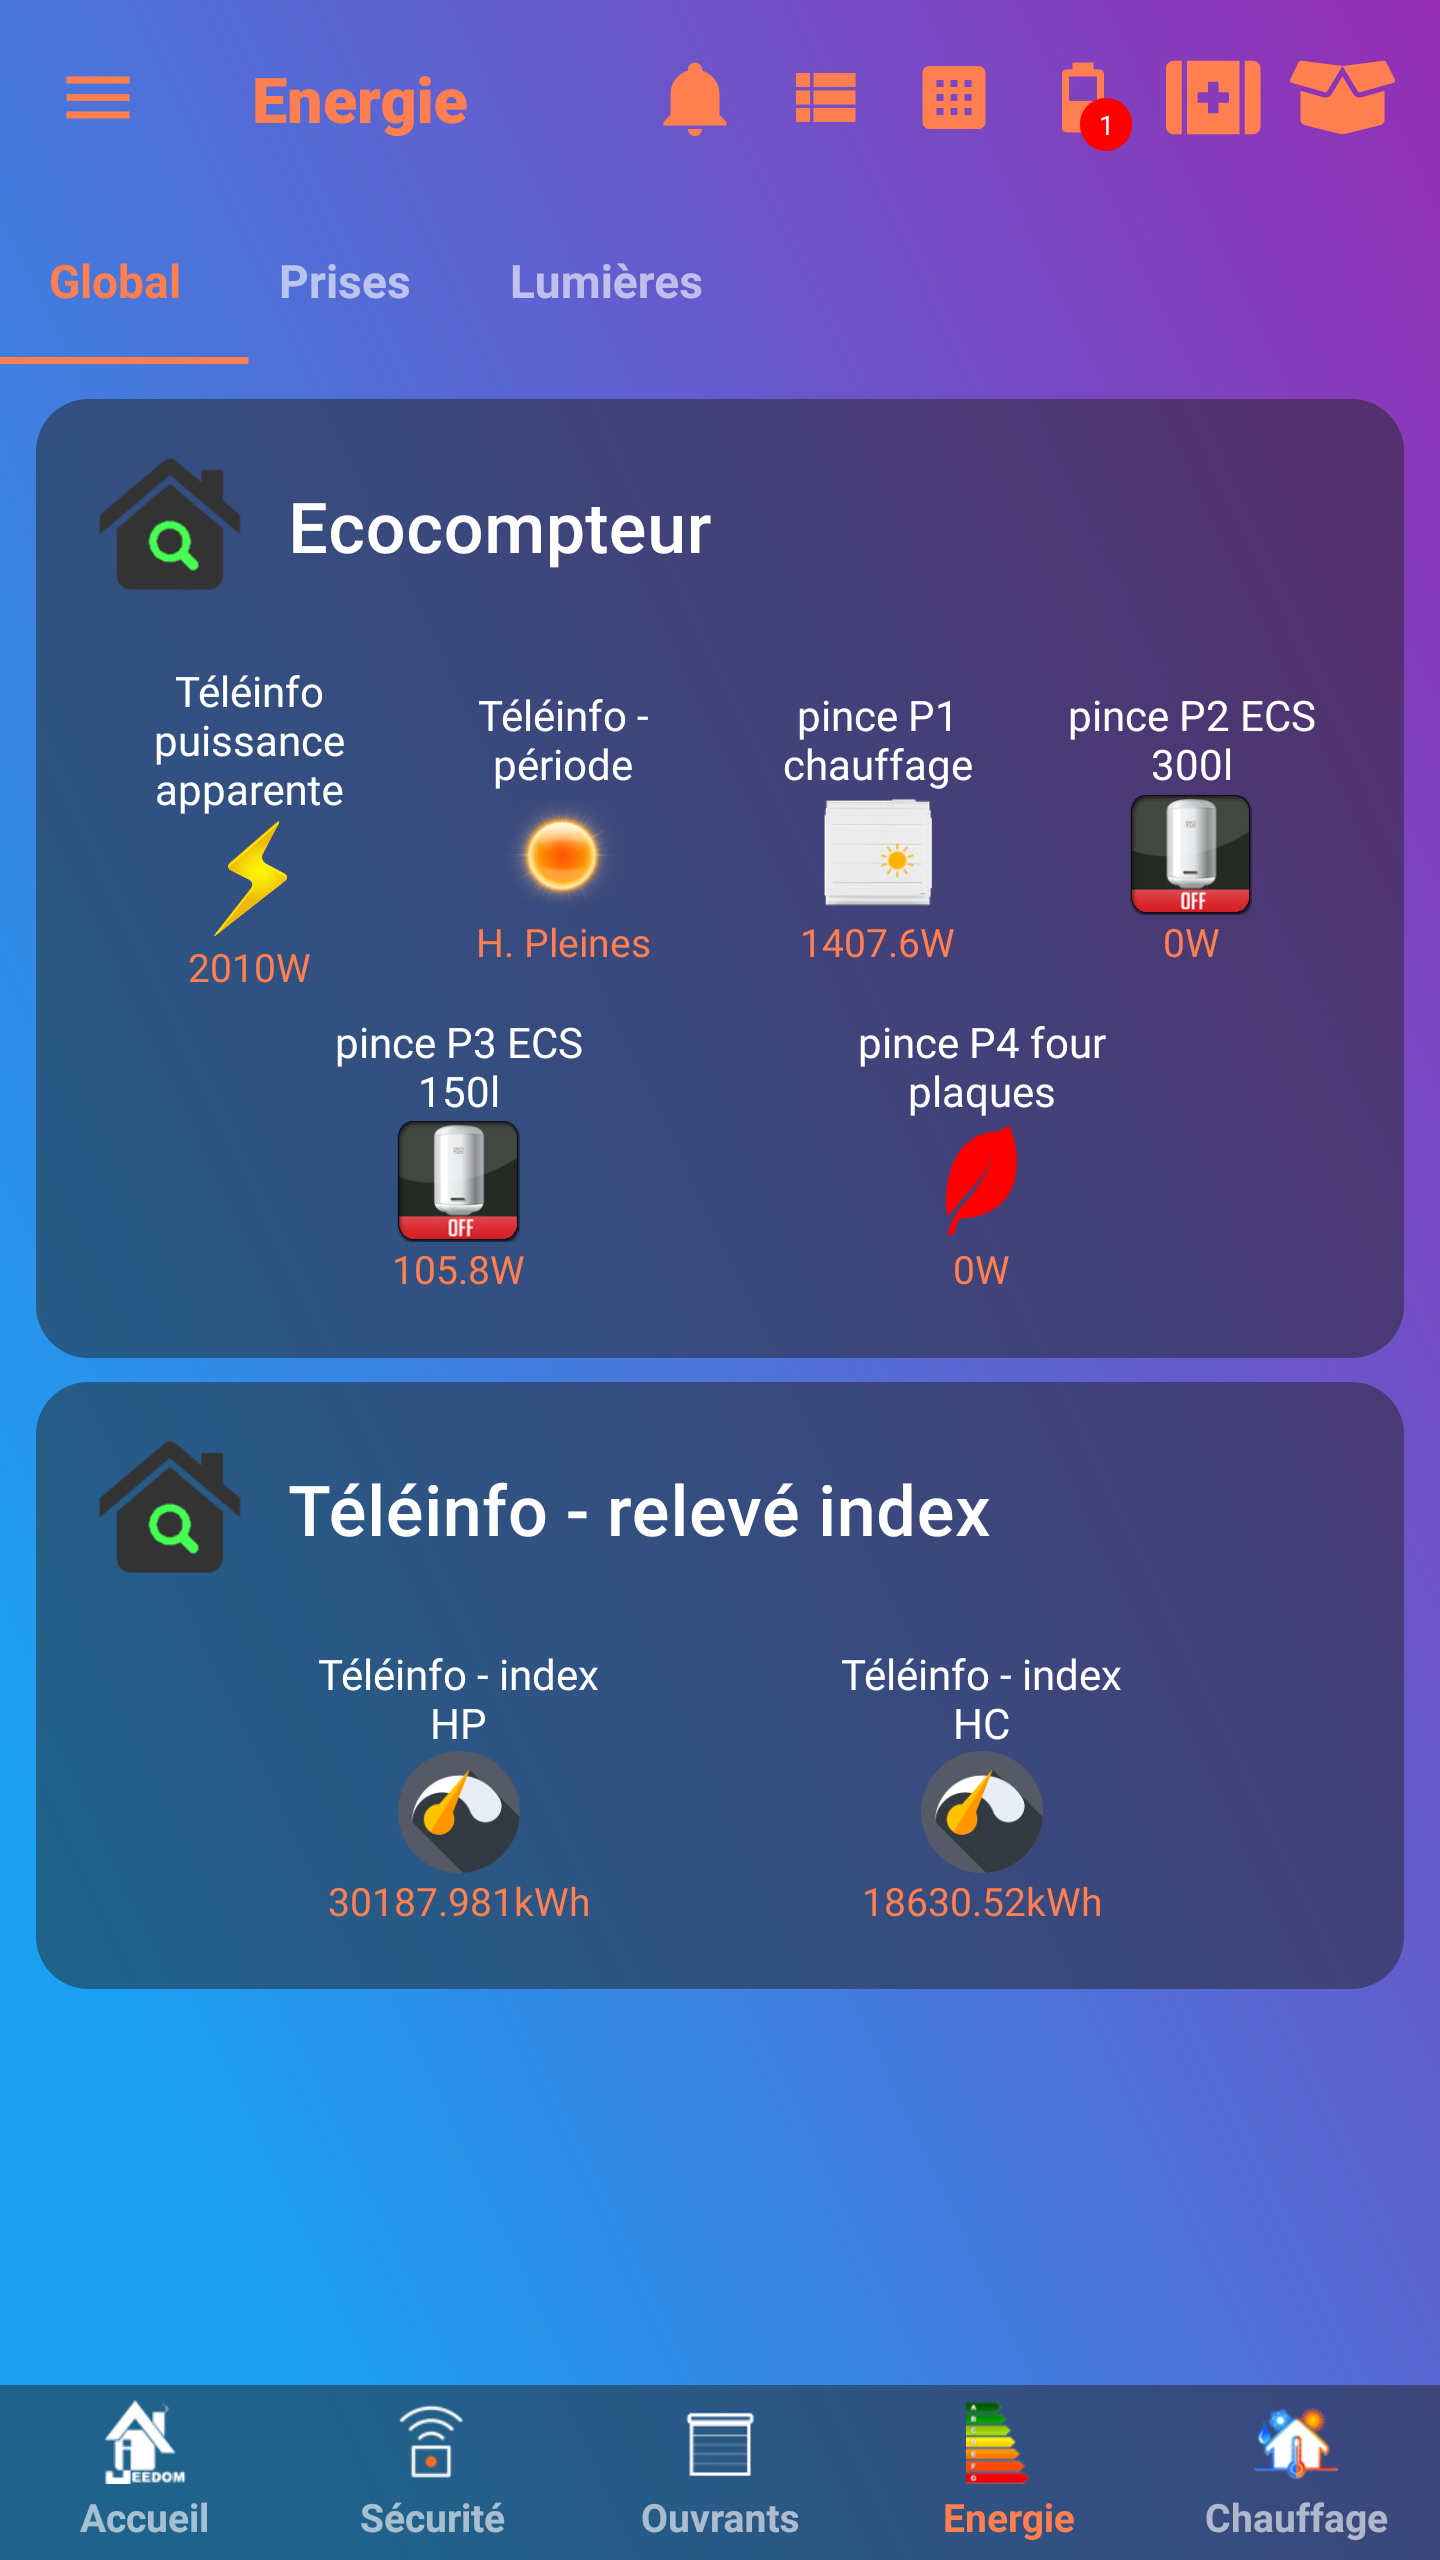 Energie
1
Global
Prises
Lumières
Ecocompteur
Téléinfo
puissance
apparente
2010W
Téléinfo -
période
H. Pleines
pince P1
chauffage
1407.6W
pince P2 ECS
300l
OFF
0W
pince P3 ECS
150l
OFF
105.8W
pince P4 four
plaques
0W
Téléinfo - relevé index
Téléinfo - index
HP
30187.981kWh
Téléinfo - index
HC
18630.52kWh
JEEDOM
Accueil
Sécurité
Ouvrants
A
B
C
D
E
F
G
Energie
Chauffage